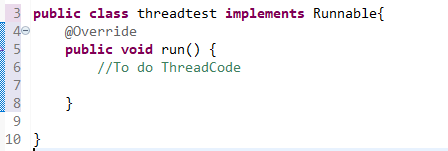 3 public class threadtest implements Runnable{
4 @Override
5 public void run() {
6 //To do ThreadCode
7
8 }
9
10 }